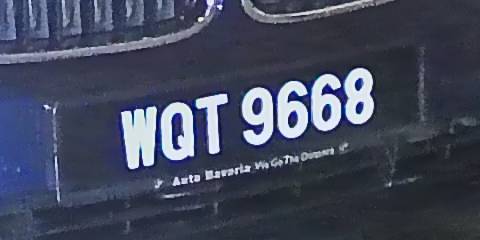 WQT 9668
Auto Bavaria We Go The Distance